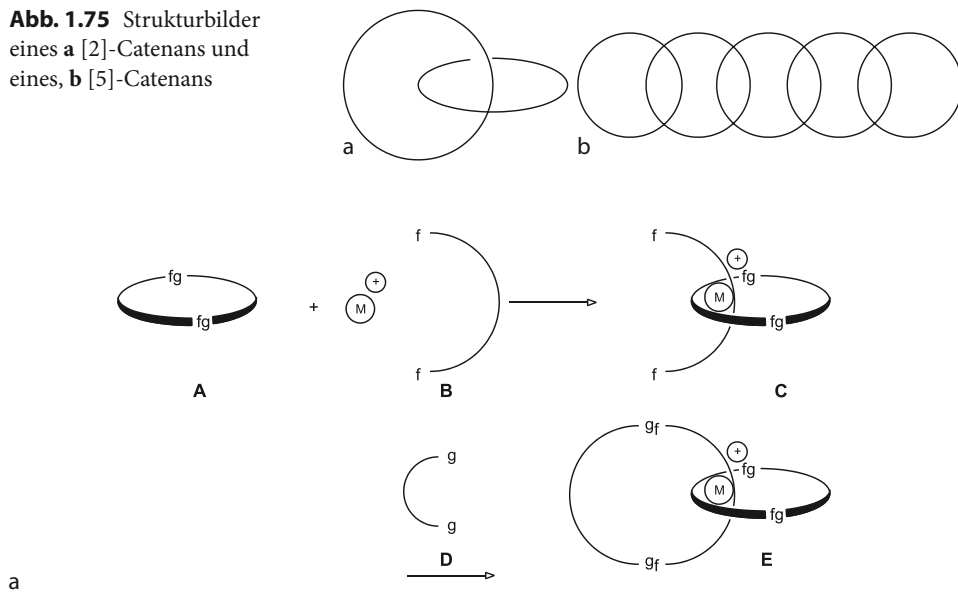 Abb. 1.75 Strukturbilder
eines a [2]-Catenans und
eines, b [5]-Catenans
a
b
f
f
fg
+
fg
+
M
+
fg
M
fg
f
f
A
B
C
gf
+
g
fg
M
fg
g
gf
D
E
a